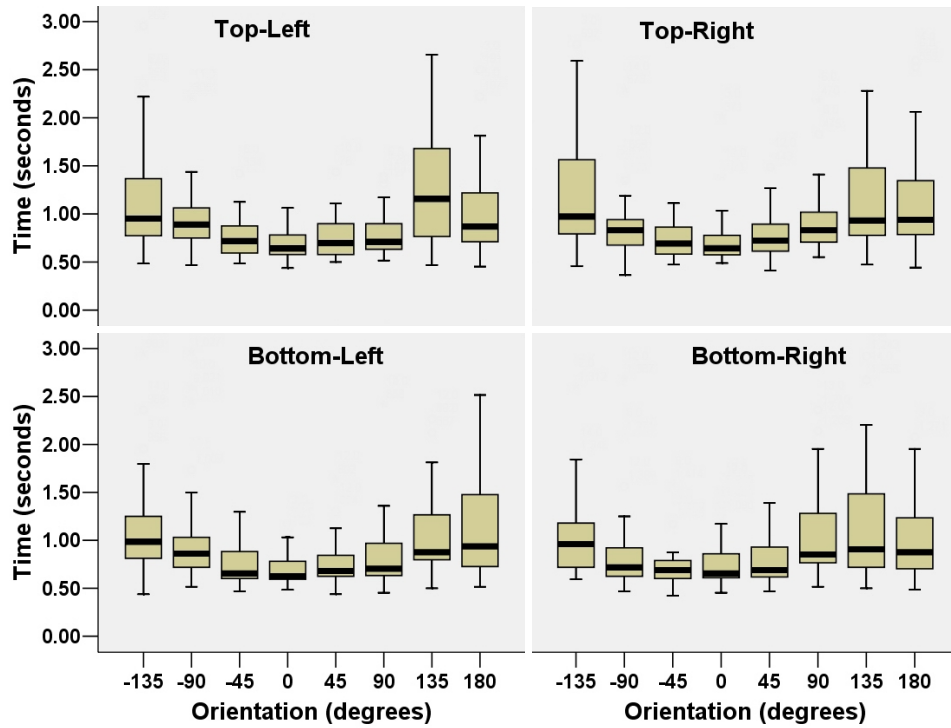 Top-Left
Top-Right
Time (seconds)
3.00
2.50
2.00
1.50
1.00
0.50
0.00
Bottom-Left
Bottom-Right
Time (seconds)
3.00
2.50
2.00
1.50
1.00
0.50
0.00
-135 -90 -45 0 45 90 135 180
-135 -90 -45 0 45 90 135 180
Orientation (degrees)
Orientation (degrees)